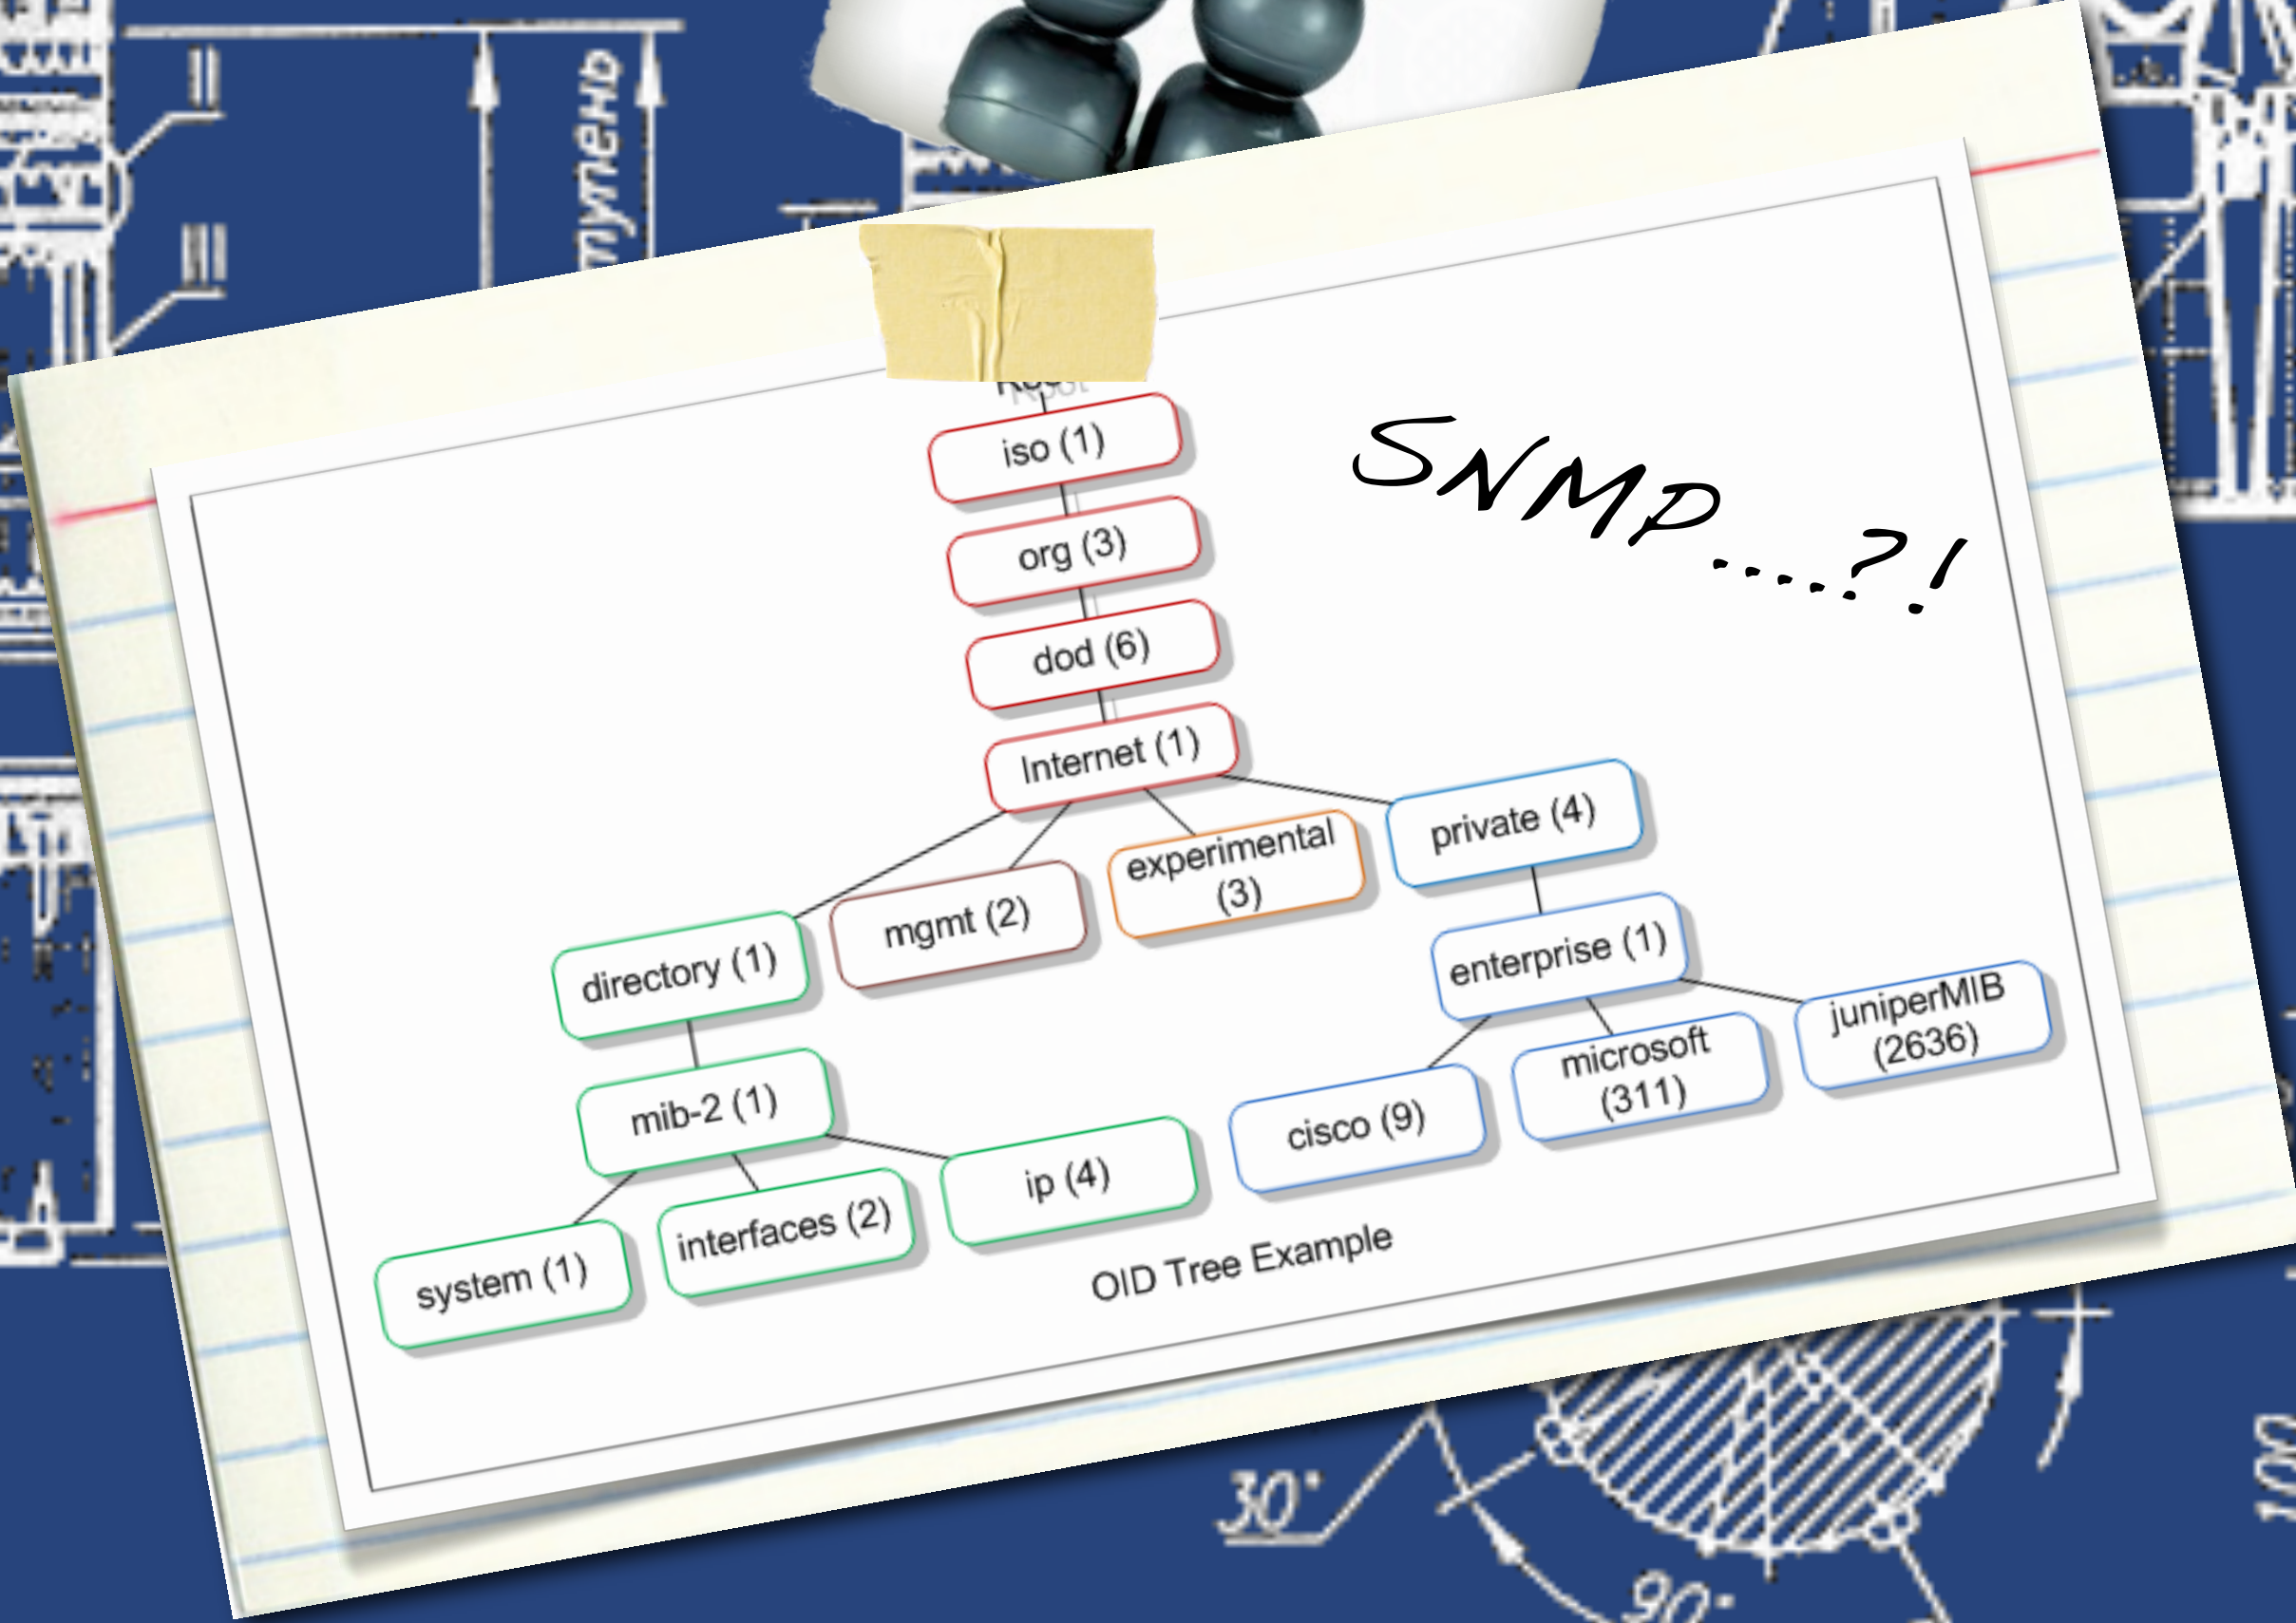 тупень
Root
iso (1)
SNMP....?!
org (3)
dod (6)
Internet (1)
private (4)
experimental
(3)
mgmt (2)
directory (1)
enterprise (1)
juniperMIB
(2636)
microsoft
(311)
cisco (9)
mib-2 (1)
ip (4)
interfaces (2)
system (1)
OID Tree Example
30°
90°